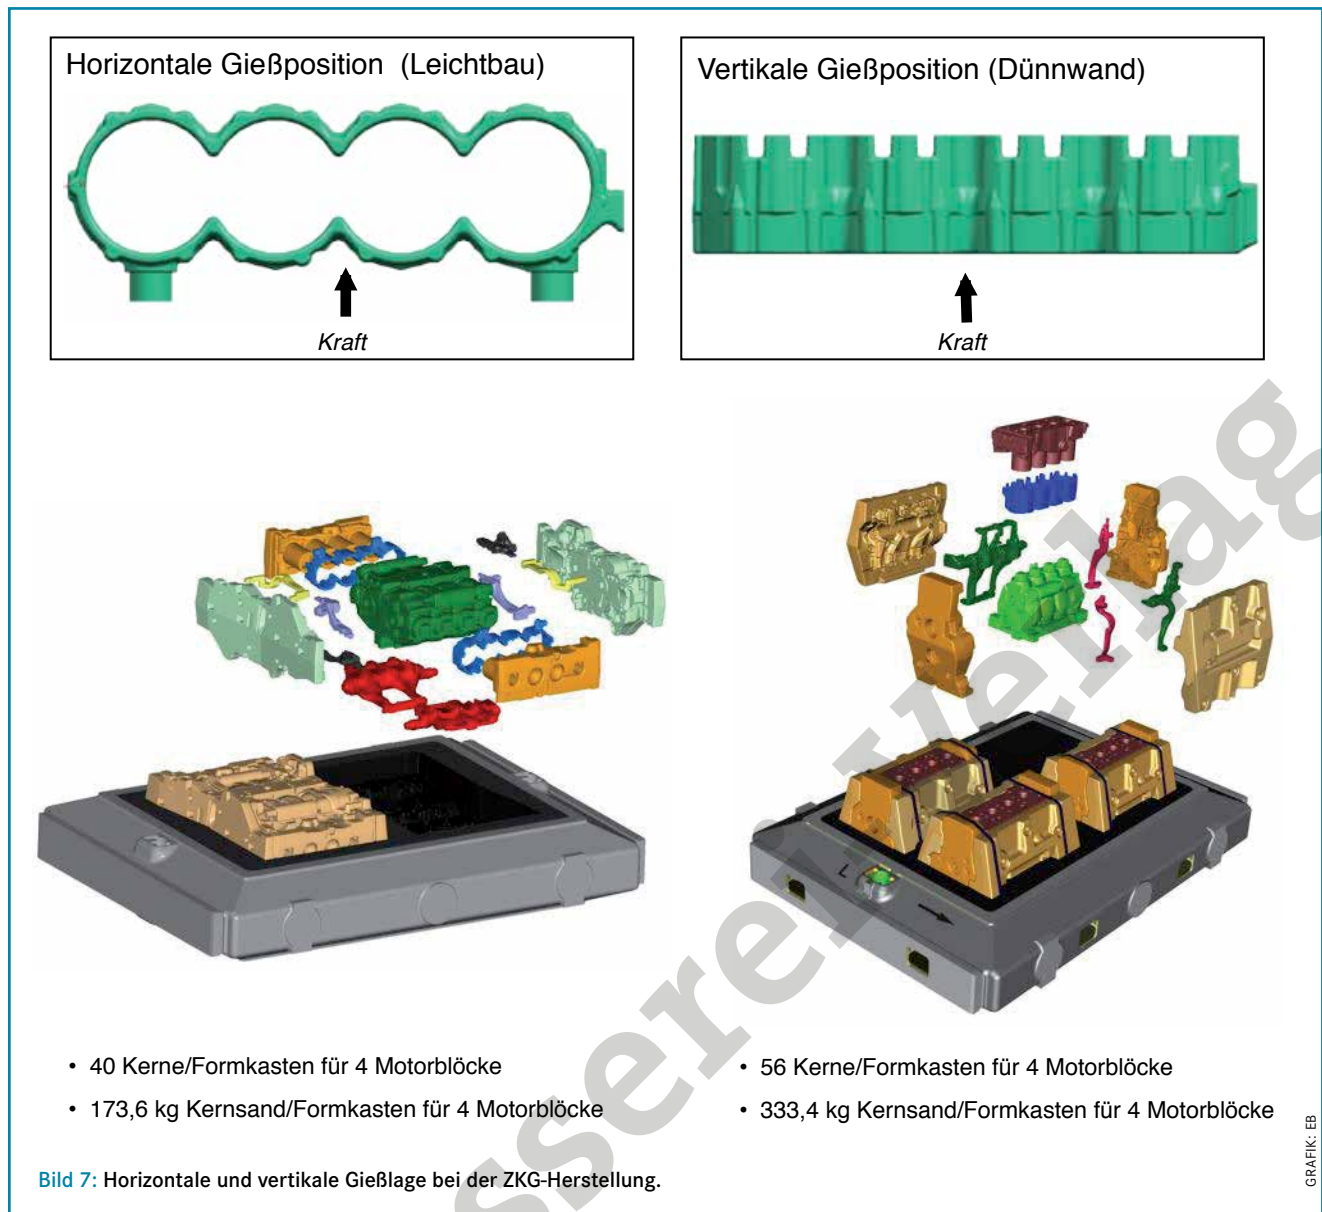 Horizontale Gießposition (Leichtbau)
Kraft
Vertikale Gießposition (Dünnwand)
Kraft
L
• 40 Kerne/Formkasten für 4 Motorblöcke
• 173,6 kg Kernsand/Formkasten für 4 Motorblöcke
• 56 Kerne/Formkasten für 4 Motorblöcke
• 333,4 kg Kernsand/Formkasten für 4 Motorblöcke
GRAFIK: EB
Bild 7: Horizontale und vertikale Gießlage bei der ZKG-Herstellung.